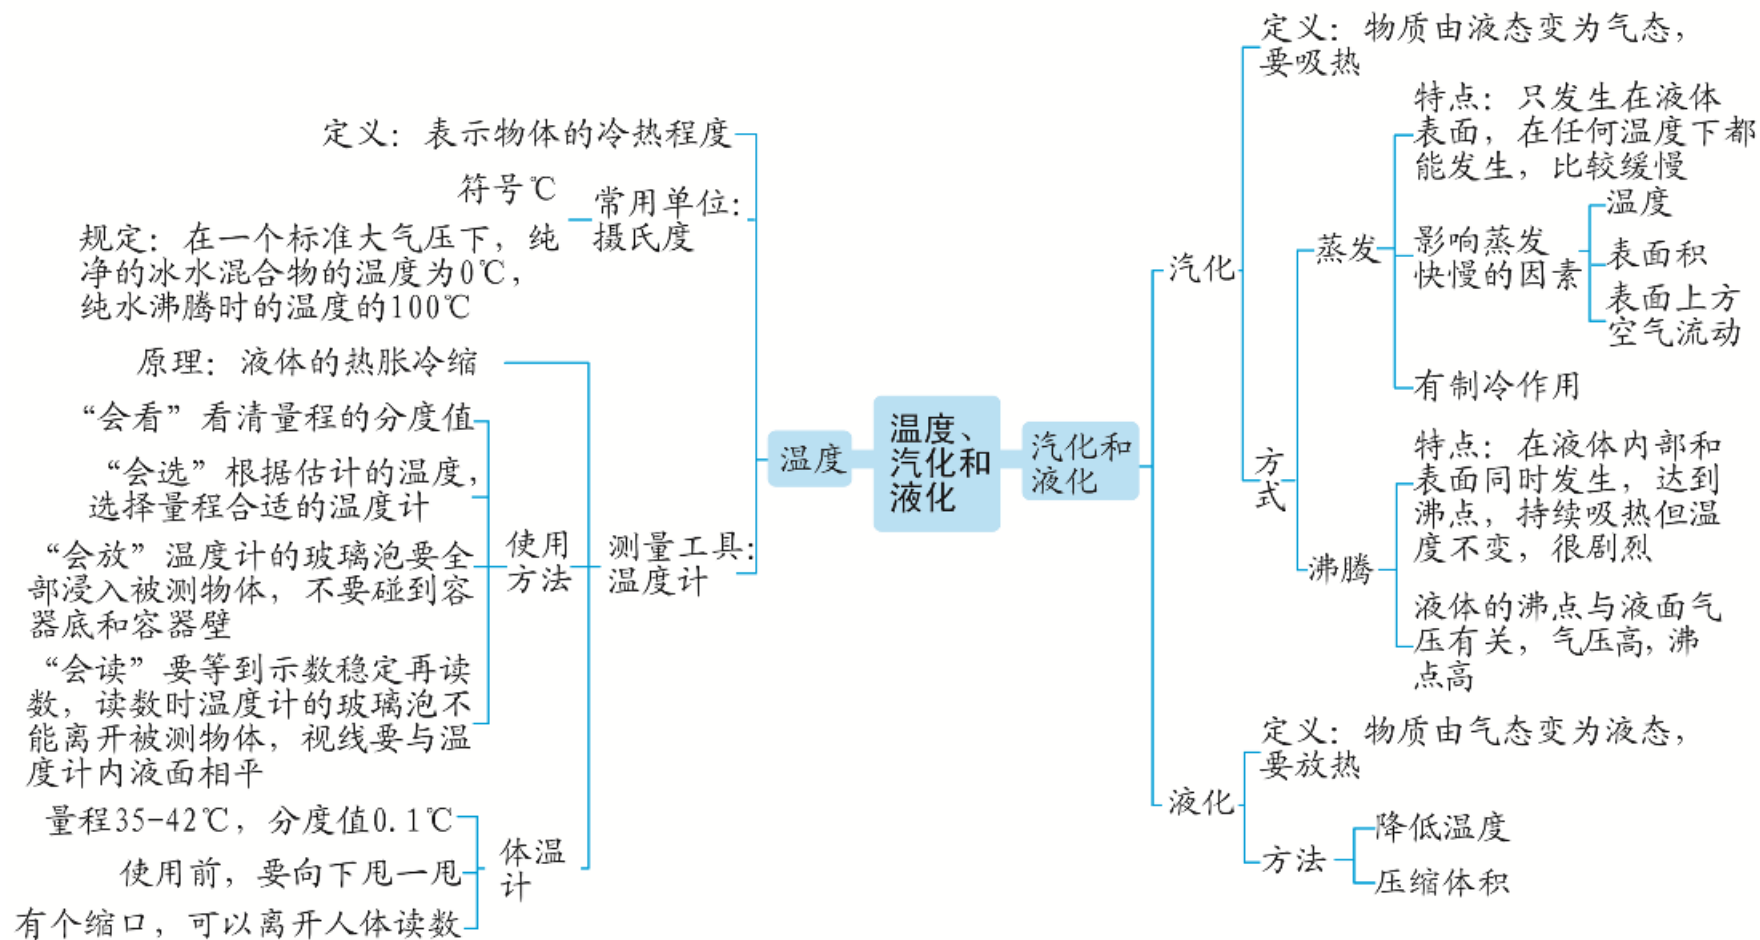 温度、
汽化和
液化
温度
定义：表示物体的冷热程度
常用单位：
摄氏度
符号℃
规定：在一个标准大气压下，纯
净的冰水混合物的温度为0℃，
纯水沸腾时的温度的100℃
测量工具：
温度计
原理：液体的热胀冷缩
使用
方法
“会看”看清量程的分度值
“会选”根据估计的温度，
选择量程合适的温度计
“会放”温度计的玻璃泡要全
部浸入被测物体，不要碰到容
器底和容器壁
“会读”要等到示数稳定再读
数，读数时温度计的玻璃泡不
能离开被测物体，视线要与温
度计内液面相平
体温
计
量程35-42℃，分度值0.1℃
使用前，要向下甩一甩
有个缩口，可以离开人体读数
汽化和
液化
汽化
定义：物质由液态变为气态，
要吸热
方
式
蒸发
特点：只发生在液体
表面，在任何温度下都
能发生，比较缓慢
影响蒸发
快慢的因素
温度
表面积
表面上方
空气流动
有制冷作用
沸腾
特点：在液体内部和
表面同时发生，达到
沸点，持续吸热但温
度不变，很剧烈
液体的沸点与液面气
压有关，气压高，沸
点高
液化
定义：物质由气态变为液态，
要放热
方法
降低温度
压缩体积